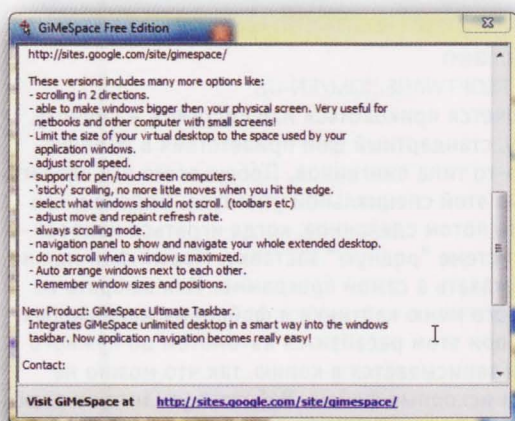 GiMeSpace Free Edition
http://sites.google.com/site/gimespace/
These versions includes many more options like:
- scrolling in 2 directions.
- able to make windows bigger then your physical screen. Very useful for
netbooks and other computer with small screens!
- Limit the size of your virtual desktop to the space used by your
application windows.
- adjust scroll speed.
- support for pen/touchscreen computers.
- 'sticky' scrolling, no more little moves when you hit the edge.
- select what windows should not scroll. (toolbars etc)
- adjust move and repaint refresh rate.
- always scrolling mode.
- navigation panel to show and navigate your whole extended desktop.
- do not scroll when a window is maximized.
- Auto arrange windows next to each other.
- Remember window sizes and positions.
New Product: GiMeSpace Ultimate Taskbar.
Integrates GiMeSpace unlimited desktop in a smart way into the windows
taskbar. Now application navigation becomes really easy!
Contact:
Visit GiMeSpace at http://sites.google.com/site/gimespace/